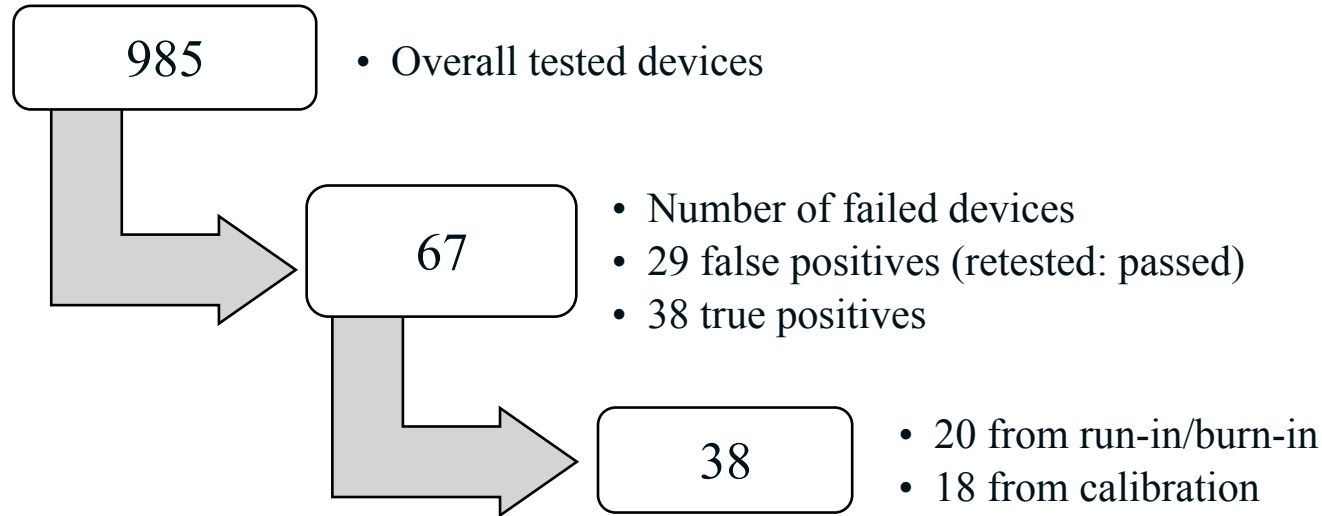 985
• Overall tested devices
67
• Number of failed devices
• 29 false positives (retested: passed)
• 38 true positives
38
• 20 from run-in/burn-in
• 18 from calibration